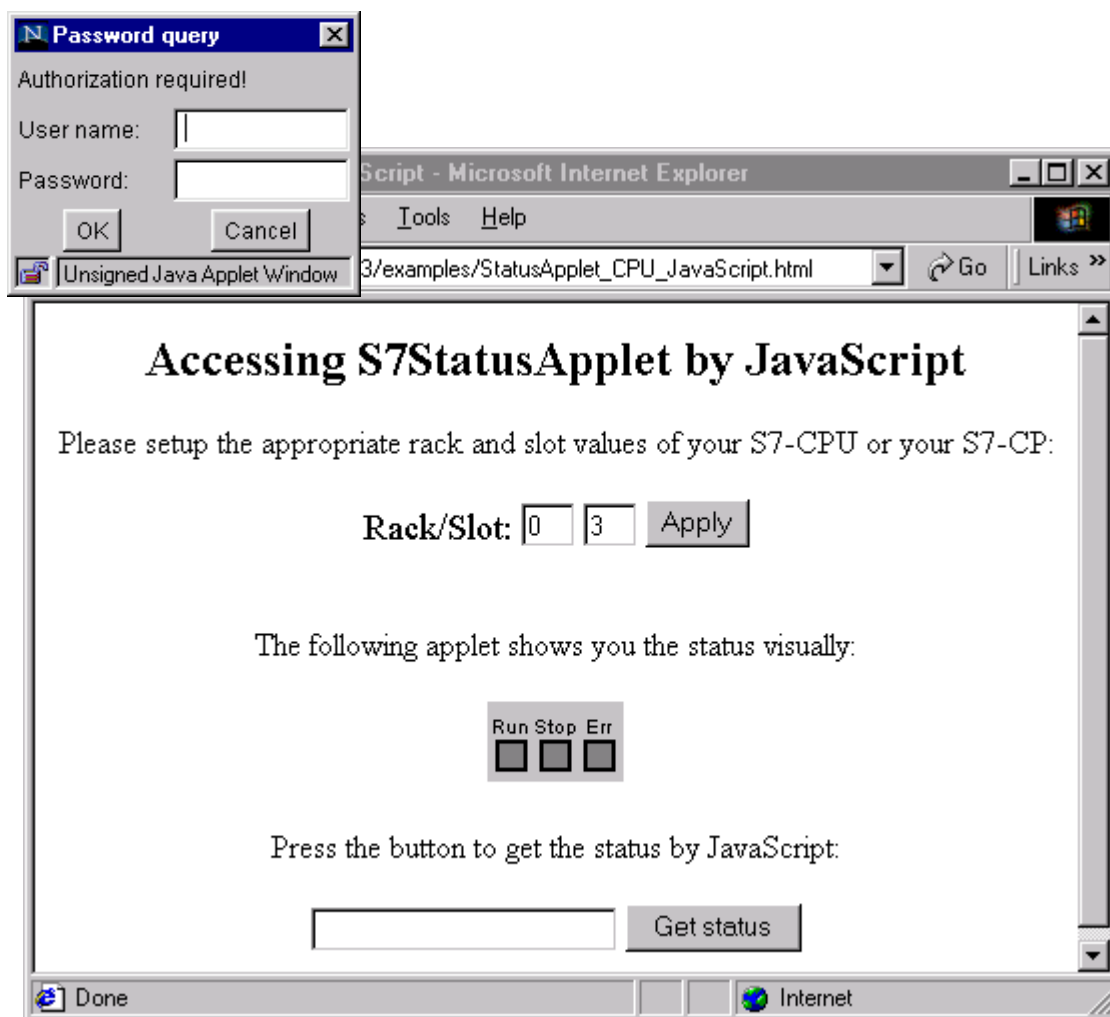 Password query
Authorization required!
User name:
Password:
OK Cancel
Unsigned Java Applet Window
Script - Microsoft Internet Explorer
s Tools Help
3/examples/StatusApplet_CPU_JavaScript.html Go Links »
Accessing S7StatusApplet by JavaScript
Please setup the appropriate rack and slot values of your S7-CPU or your S7-CP:
Rack/Slot: 0 3 Apply
The following applet shows you the status visually:
Run Stop Err
Press the button to get the status by JavaScript:
Get status
Done Internet